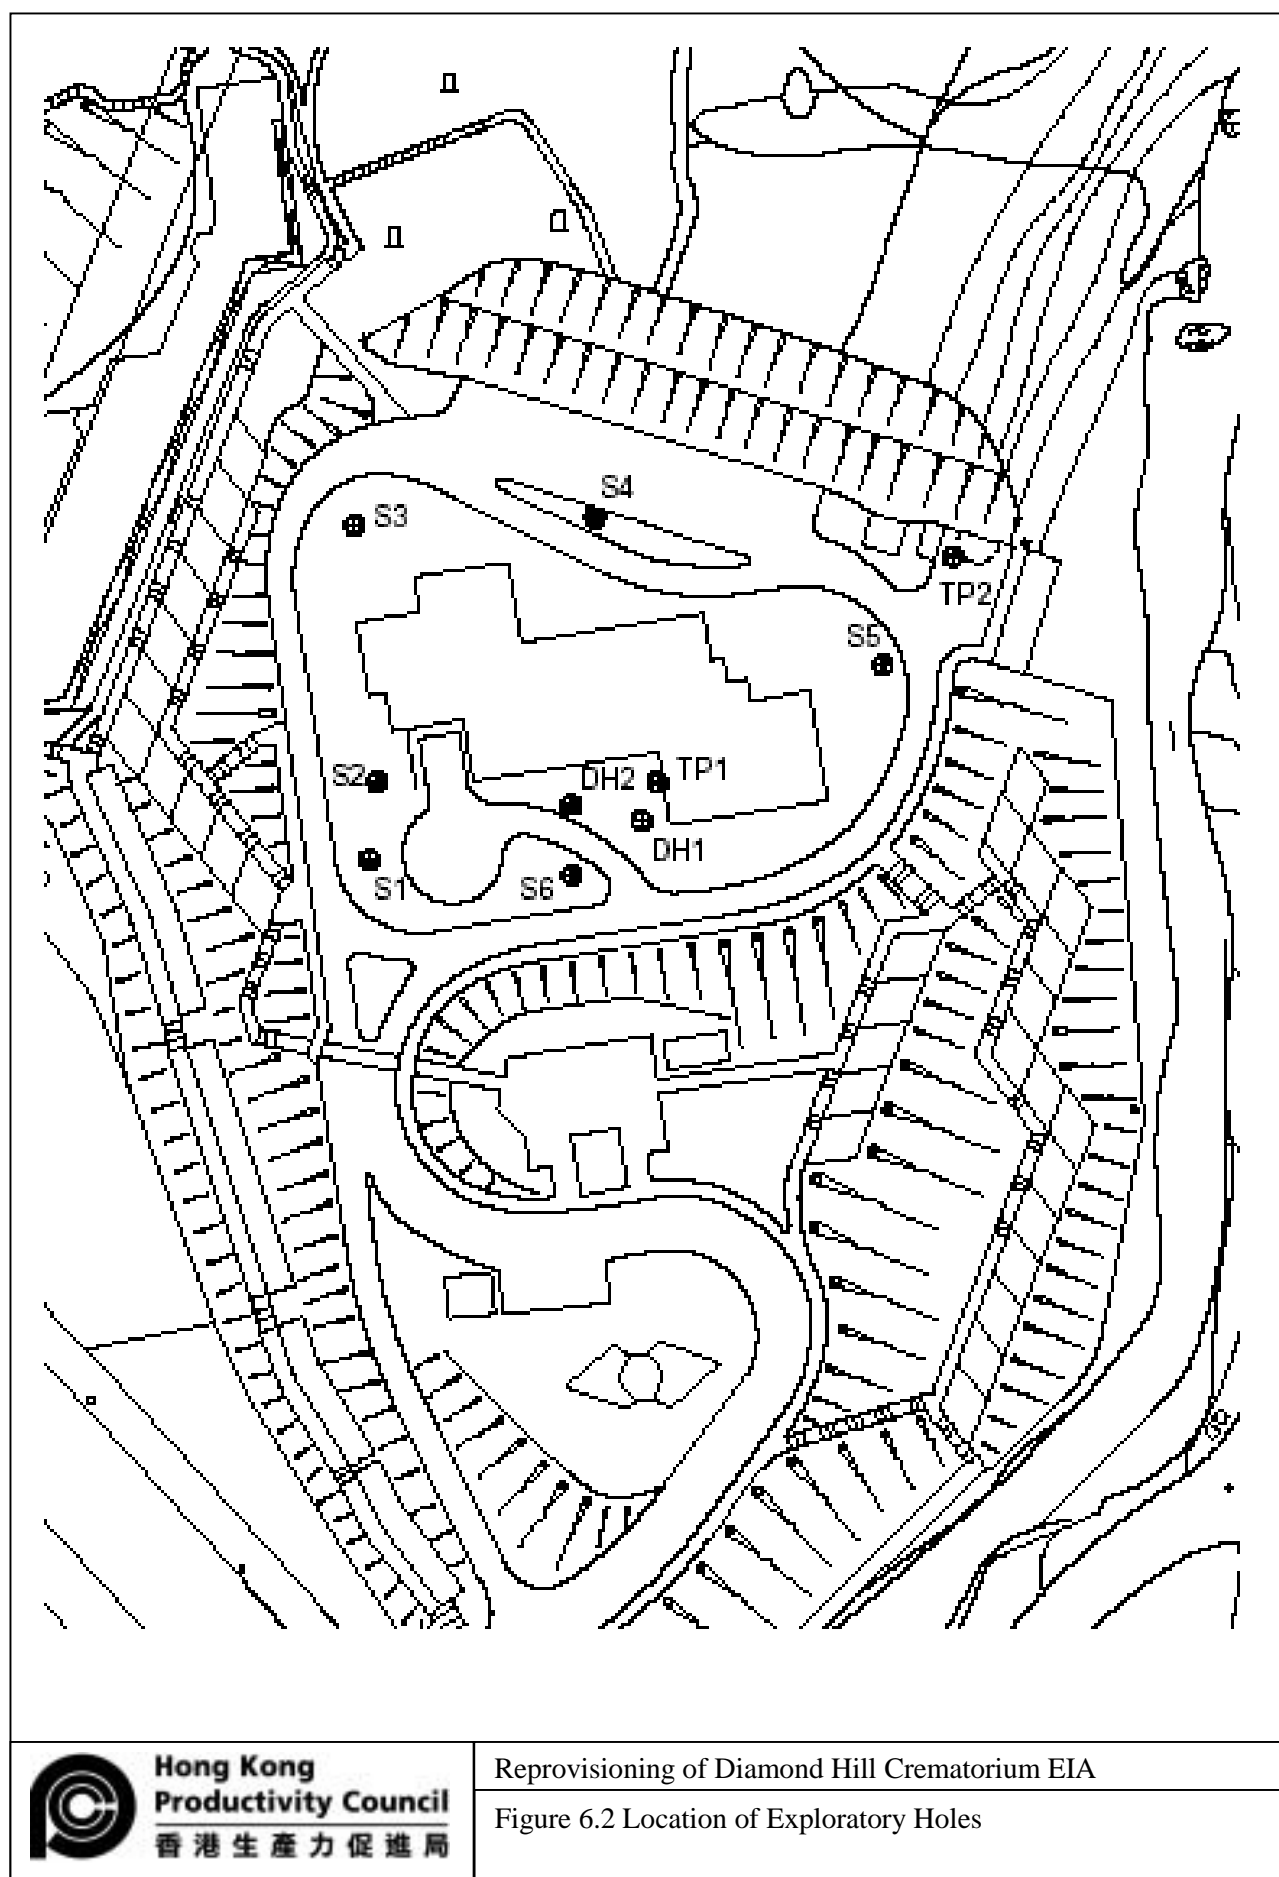 S4
S3
TP2
S5
S2
DH2
TP1
DH1
S1
S6
Hong Kong
Productivity Council
香港生產力促進局
Reprovisioning of Diamond Hill Crematorium EIA
Figure 6.2 Location of Exploratory Holes